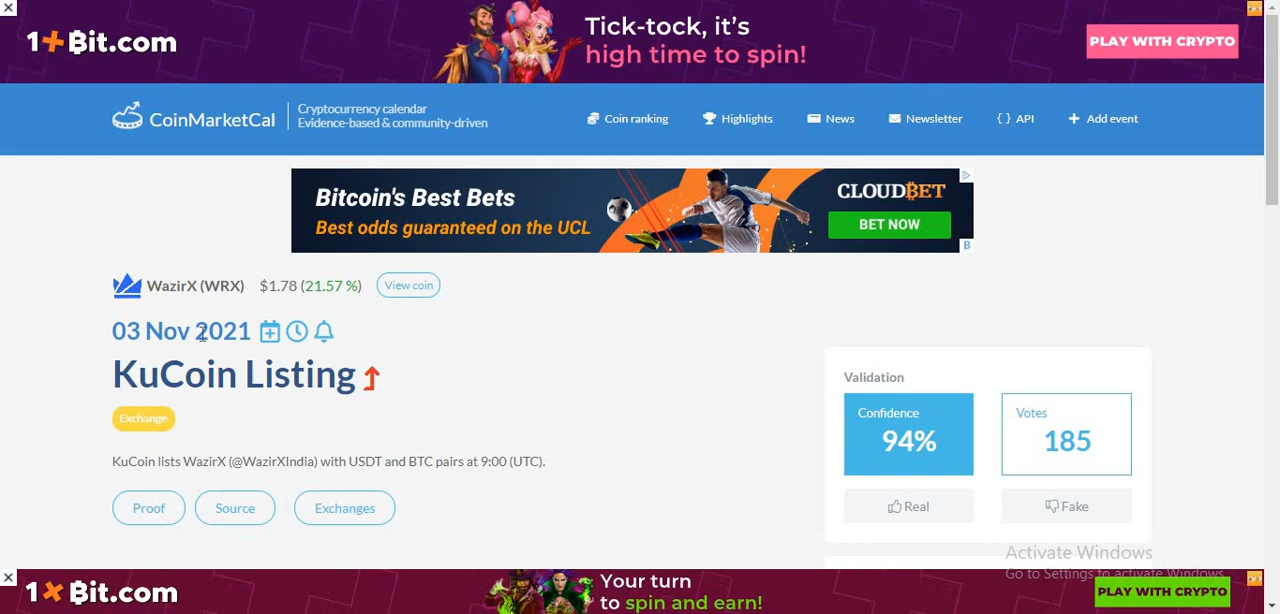 Tick-tock, it's
high time to spin!
1xBit.com
PLAY WITH CRYPTO
CoinMarketCal
Cryptocurrency calendar
Evidence-based & community-driven
Coin ranking
Highlights
News
Newsletter
{ } API
+ Add event
Bitcoin's Best Bets
Best odds guaranteed on the UCL
CLOUDBET
BET NOW
WazirX (WRX) $1.78 (21.57 %) View coin
03 Nov 2021
KuCoin Listing
Exchange
KuCoin lists WazirX (@WazirXIndia) with USDT and BTC pairs at 9:00 (UTC).
Proof
Source
Exchanges
Validation
Confidence
94%
Votes
185
Real
Fake
Activate Windows
Go to Settings to activate Windows.
1xBit.com
Your turn
to spin and earn!
PLAY WITH CRYPTO